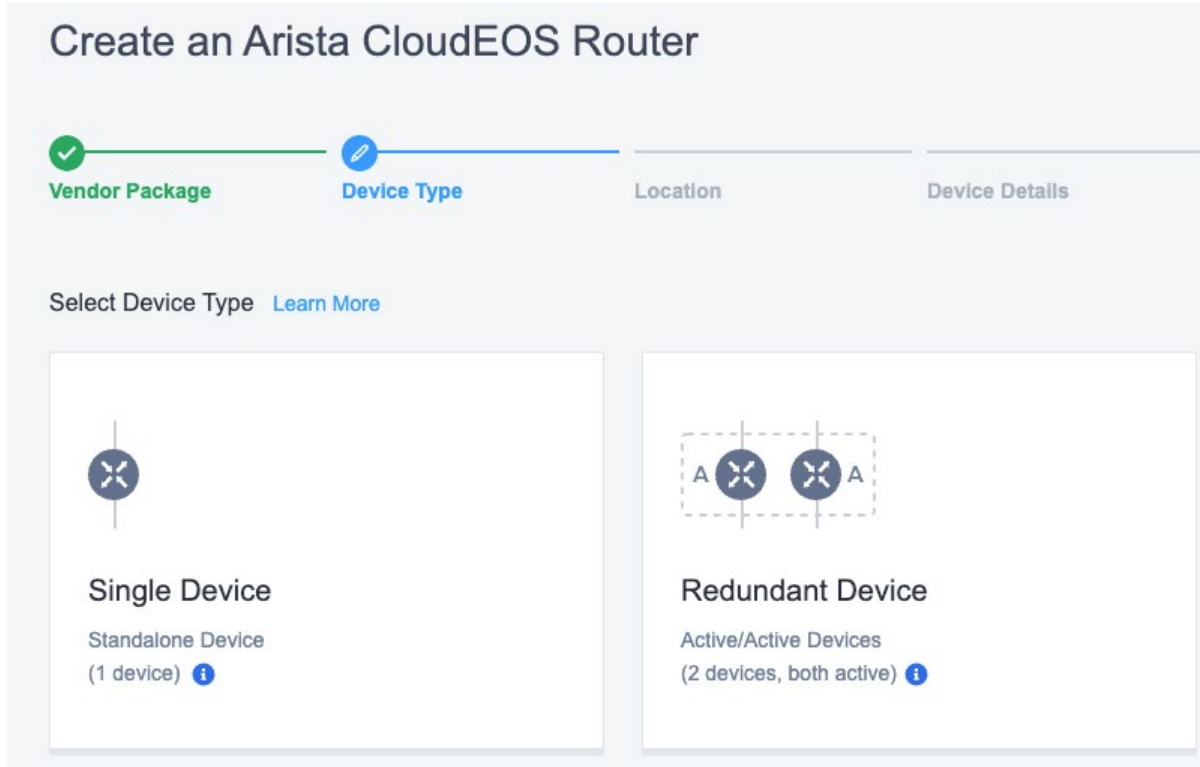 Create an Arista CloudEOS Router
Vendor Package
Device Type
Location
Device Details
Select Device Type Learn More
A A
Single Device
Standalone Device
(1 device) i
Redundant Device
Active/Active Devices
(2 devices, both active) i